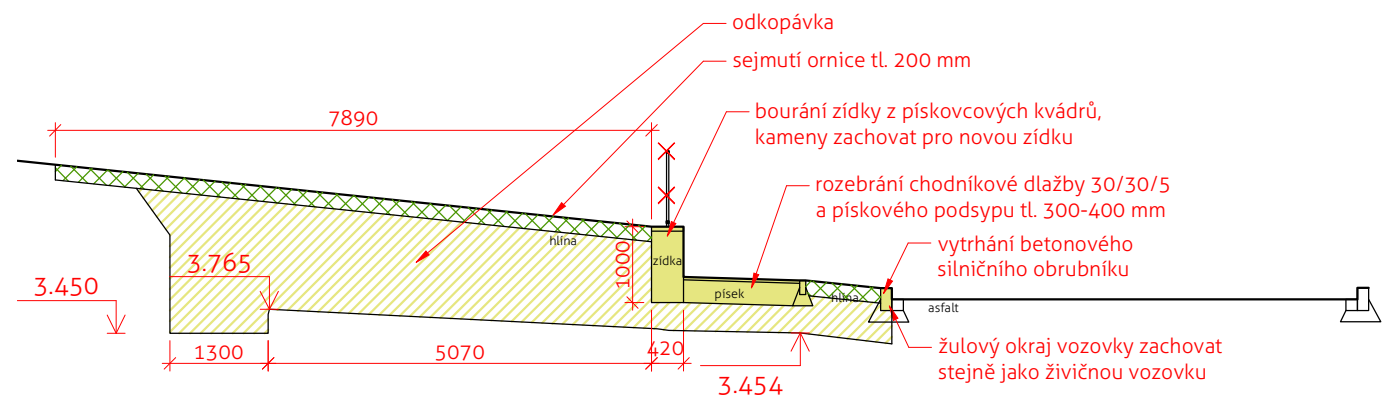 odkopávka
sejmutí ornice tl. 200 mm
7890
bourání zídky z pískovcových kvádrů,
kameny zachovat pro novou zídku
rozebrání chodníkové dlažby 30/30/5
a pískového podsypu tl. 300-400 mm
hlína
1000
zídka
vytrhání betonového
silničního obrubníku
3.765
3.450
písek
hlína
asfalt
1300
5070
420
3.454
žulový okraj vozovky zachovat
stejně jako živičnou vozovku